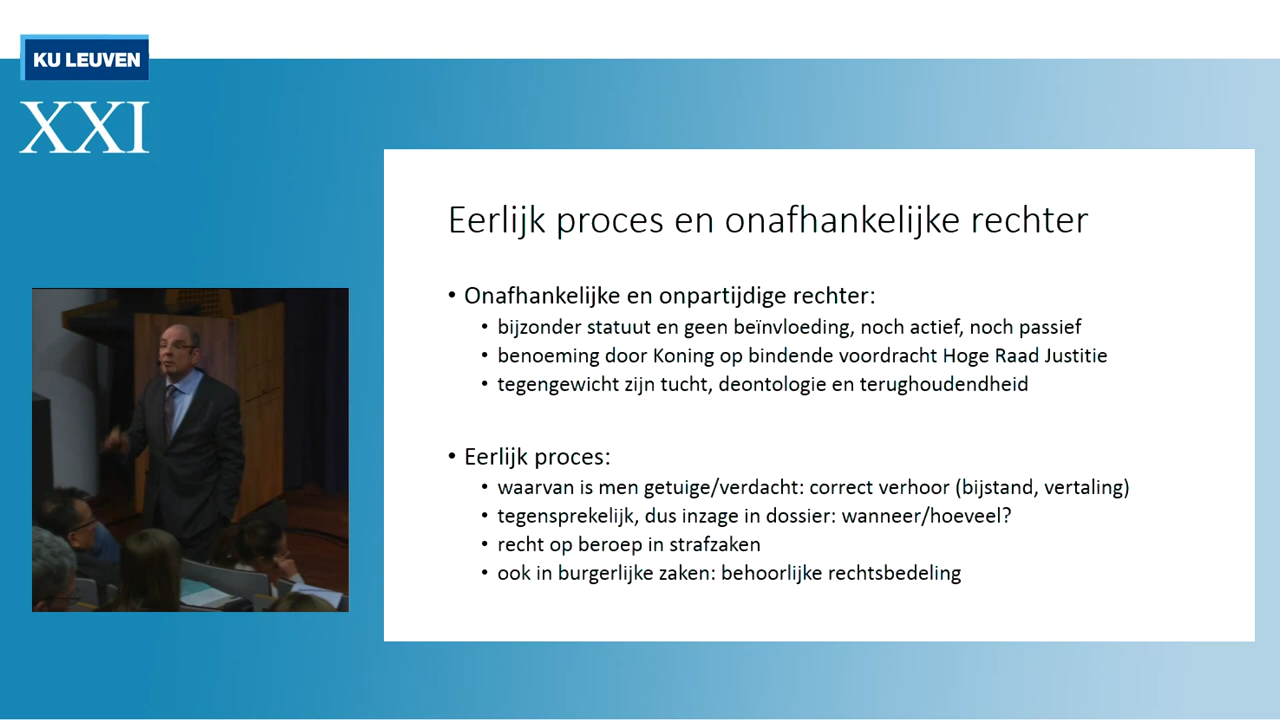 KU LEUVEN
XXI
Eerlijk proces en onafhankelijke rechter
• Onafhankelijke en onpartijdige rechter:
• bijzonder statuut en geen beïnvloeding, noch actief, noch passief
• benoeming door Koning op bindende voordracht Hoge Raad Justitie
• tegengewicht zijn tucht, deontologie en terughoudendheid
• Eerlijk proces:
• waarvan is men getuige/verdacht: correct verhoor (bijstand, vertaling)
• tegensprekelijk, dus inzage in dossier: wanneer/hoeveel?
• recht op beroep in strafzaken
• ook in burgerlijke zaken: behoorlijke rechtsbedeling